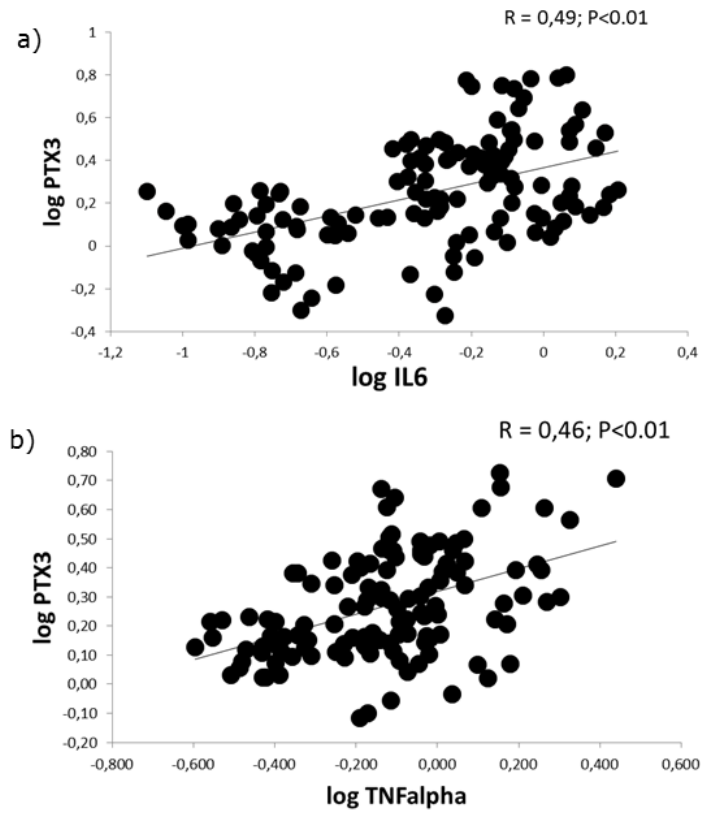 a)
R = 0,49; P<0.01
1
0,8
0,6
0,4
0,2
0
-0,2
-0,4
log PTX3
-1,2 -1 -0,8 -0,6 -0,4 -0,2 0 0,2 0,4
log IL6
b)
R = 0,46; P<0.01
0,80
0,70
0,60
0,50
0,40
0,30
0,20
0,10
0,00
-0,10
-0,20
log PTX3
-0,800 -0,600 -0,400 -0,200 0,000 0,200 0,400 0,600
log TNFalpha